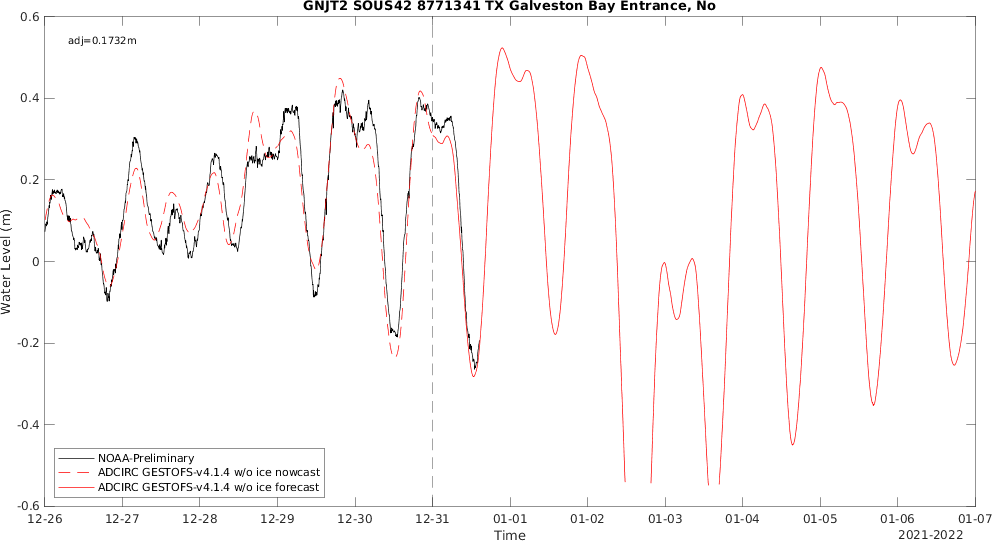 GNJT2 SOUS42 8771341 TX Galveston Bay Entrance, No
adj=0.1732m
0.6
0.4
0.2
0
-0.2
-0.4
-0.6
Water Level (m)
NOAA-Preliminary
ADCIRC GESTOFS-v4.1.4 w/o ice nowcast
ADCIRC GESTOFS-v4.1.4 w/o ice forecast
12-26 12-27 12-28 12-29 12-30 12-31 01-01 01-02 01-03 01-04 01-05 01-06 01-07
Time
2021-2022